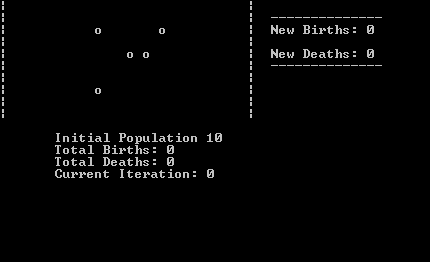 o o
New Births: 0
o o
New Deaths: 0
o
Initial Population 10
Total Births: 0
Total Deaths: 0
Current Iteration: 0